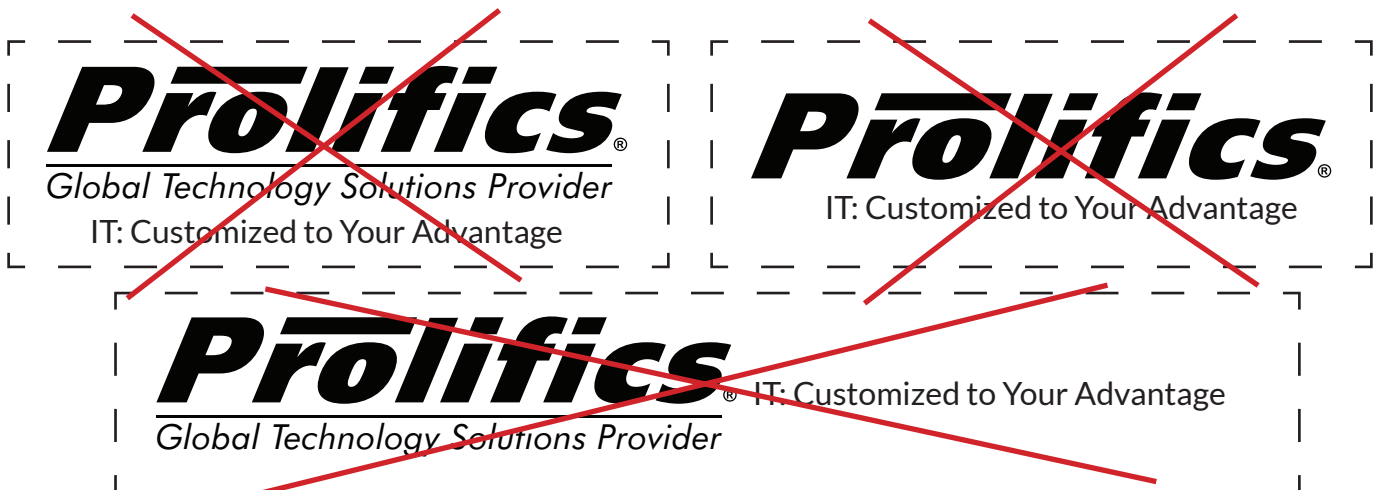 Prolifics®
Global Technology Solutions Provider
IT: Customized to Your Advantage
Prolifics®
IT: Customized to Your Advantage
Prolifics® IT: Customized to Your Advantage
Global Technology Solutions Provider